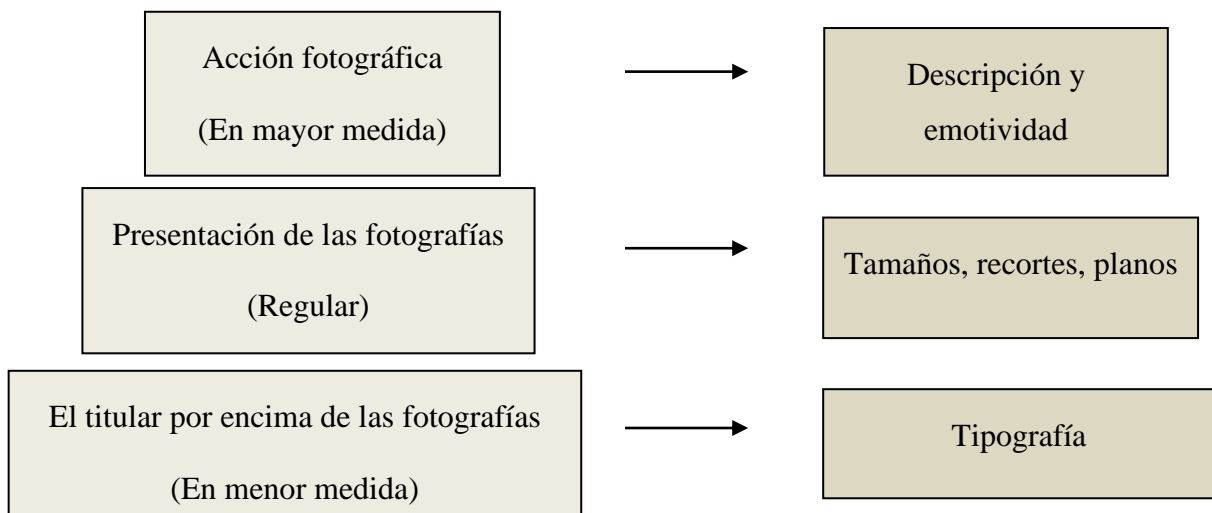 Acción fotográfica
(En mayor medida)
Descripción y
emotividad
Presentación de las fotografías
(Regular)
Tamaños, recortes, planos
El titular por encima de las fotografías
(En menor medida)
Tipografía